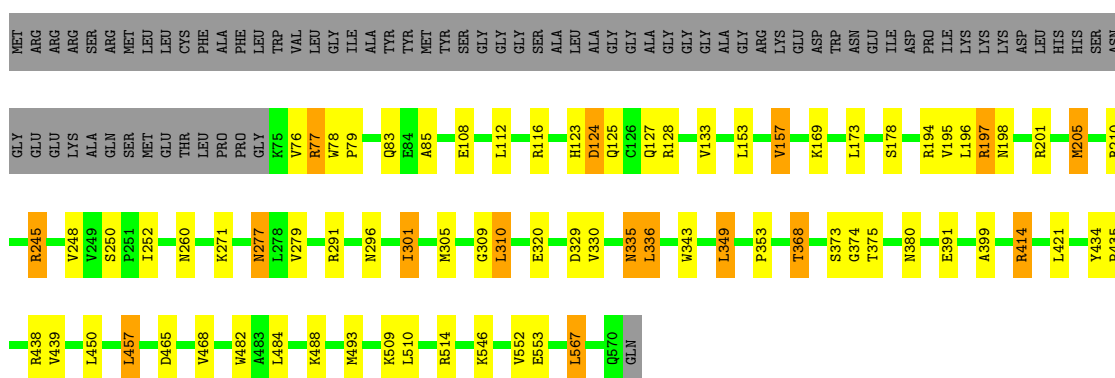 MET ARG ARG ARG SER ARG MET LEU LEU CYS PHE ALA PHE LEU TRP VAL LEU GLY ILE ALA TYR TYR MET TYR SER GLY GLY GLY SER ALA LEU ALA GLY GLY ALA GLY GLY GLY ALA GLY ARG LYS GLU ASP TRP ASN GLU ILE ASP PRO ILE LYS LYS LYS ASP LEU HIS HIS SER ASN
GLY GLU GLU LYS ALA GLN SER MET GLU THR LEU PRO PRO GLY K75 V76 R77 W78 P79 Q83 E84 A85 E108 L112 R116 H123 D124 Q125 C126 Q127 R128 V133 L153 V157 K169 L173 S178 R194 V195 L196 R197 N198 R201 M205
R245 V248 V249 S250 P251 I252 N260 K271 N277 L278 V279 R291 N296 I301 M305 G309 L310 E320 D329 V330 N335 L336 W343 L349 P353 T368 S373 G374 T375 N380 E391 A399 R414 L421 Y434 R435
R438 V439 L450 L457 D465 V468 W482 A483 L484 K488 M493 K509 L510 R514 K546 V552 E553 L567 Q570 GLN